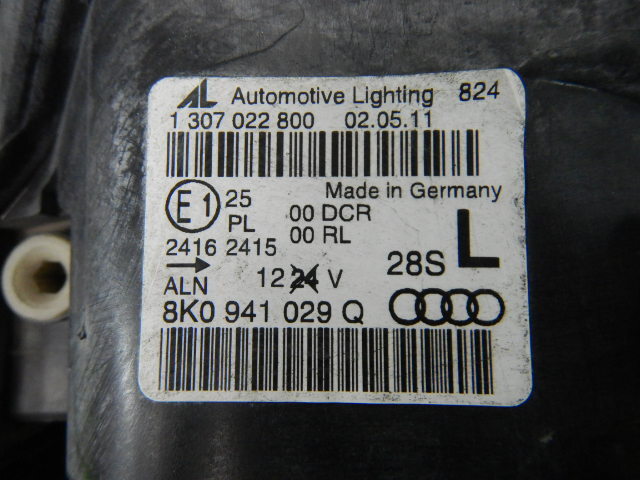 AL Automotive Lighting 824
1 307 022 800 02.05.11
E1 25 Made in Germany
PL 00 DCR
00 RL
2416 2415
→ 12 24 V 28S L
ALN
8K0 941 029 Q